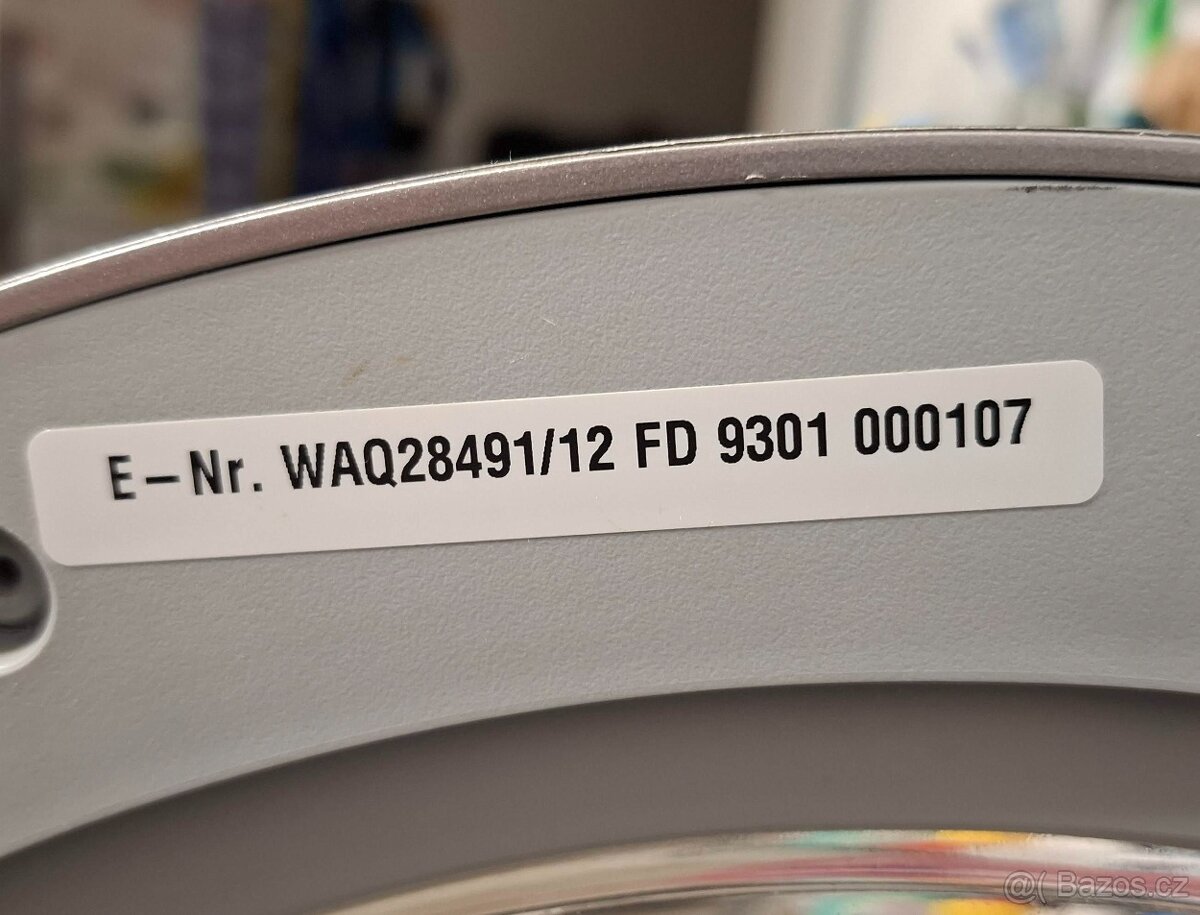 E-Nr. WAQ28491/12 FD 9301 000107
@( Bazos.cz